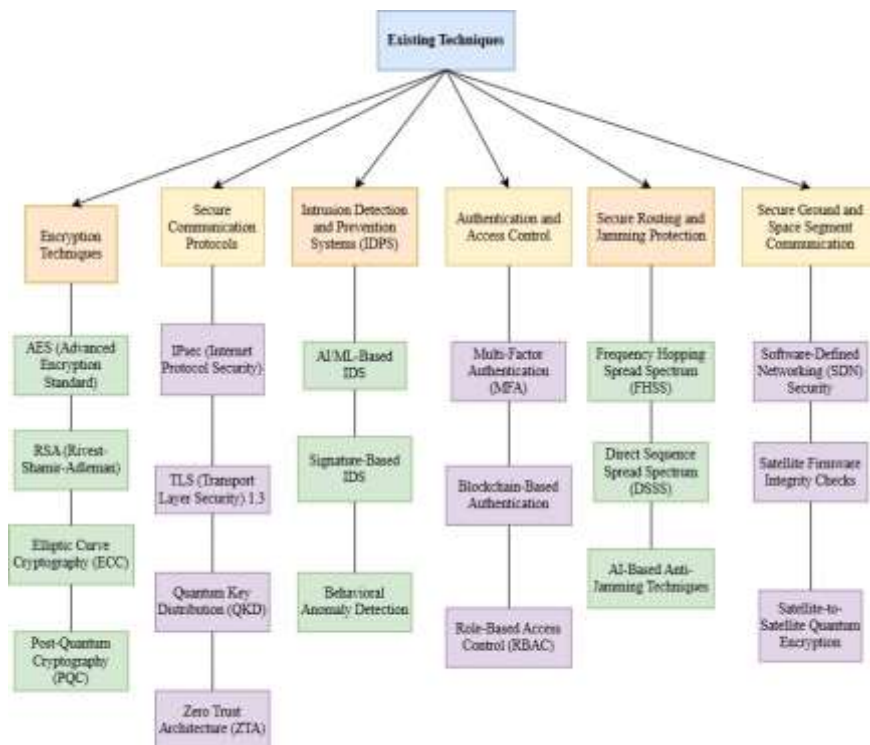 Existing Techniques
Encryption
Techniques
Secure
Communication
Protocols
Intrusion Detection
and Prevention
Systems (IDPS)
Authentication and
Access Control
Secure Routing and
Jamming Protection
Secure Ground and
Space Segment
Communication
AES (Advanced
Encryption
Standard)
RSA (Rivest-
Shamir-Adleman)
Elliptic Curve
Cryptography (ECC)
Post-Quantum
Cryptography
(PQC)
IPsec (Internet
Protocol Security)
TLS (Transport
Layer Security) 1.3
Quantum Key
Distribution (QKD)
Zero Trust
Architecture (ZTA)
AI/ML-Based
IDS
Signature-Based
IDS
Behavioral
Anomaly Detection
Multi-Factor
Authentication
(MFA)
Blockchain-Based
Authentication
Role-Based Access
Control (RBAC)
Frequency Hopping
Spread Spectrum
(FHSS)
Direct Sequence
Spread Spectrum
(DSSS)
AI-Based Anti-
Jamming Techniques
Software-Defined
Networking (SDN)
Security
Satellite Firmware
Integrity Checks
Satellite-to-
Satellite Quantum
Encryption